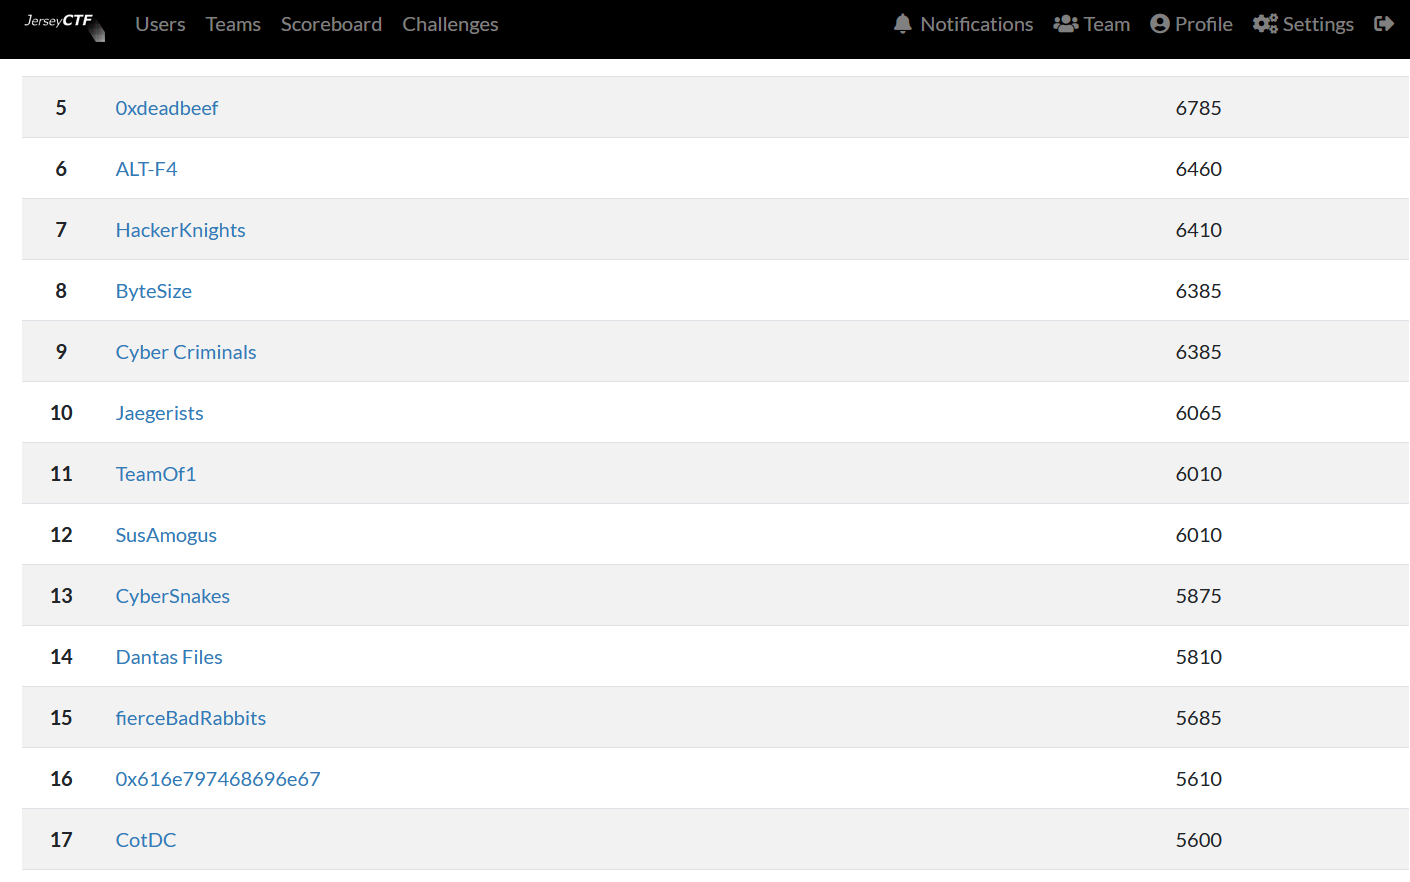 JerseyCTF Users Teams Scoreboard Challenges Notifications Team Profile Settings
5 0xdeadbeef 6785
6 ALT-F4 6460
7 HackerKnights 6410
8 ByteSize 6385
9 Cyber Criminals 6385
10 Jaegerists 6065
11 TeamOf1 6010
12 SusAmogus 6010
13 CyberSnakes 5875
14 Dantas Files 5810
15 fierceBadRabbits 5685
16 0x616e797468696e67 5610
17 CotDC 5600